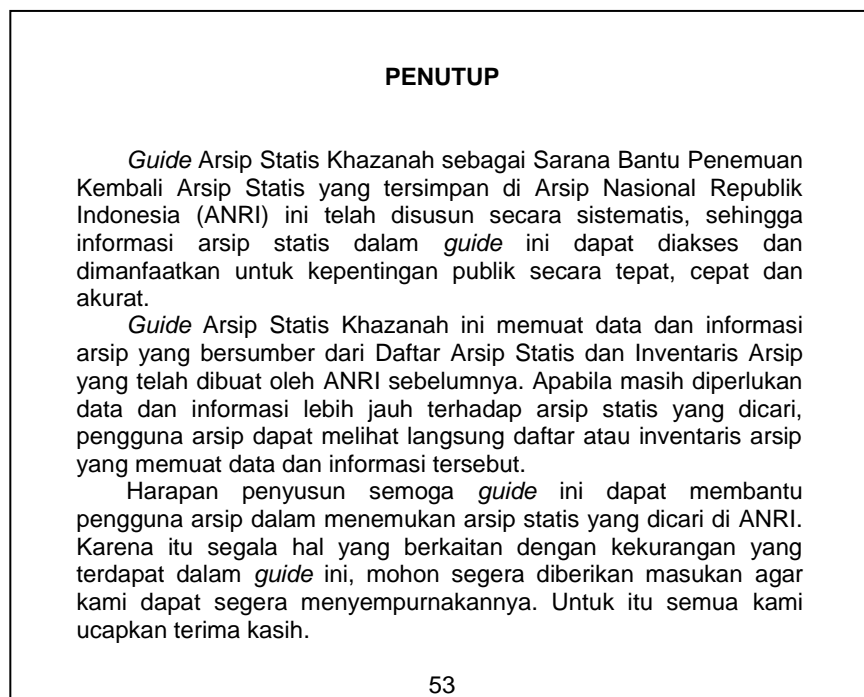 PENUTUP
Guide Arsip Statis Khazanah sebagai Sarana Bantu Penemuan
Kembali Arsip Statis yang tersimpan di Arsip Nasional Republik
Indonesia (ANRI) ini telah disusun secara sistematis, sehingga
informasi arsip statis dalam guide ini dapat diakses dan
dimanfaatkan untuk kepentingan publik secara tepat, cepat dan
akurat.
Guide Arsip Statis Khazanah ini memuat data dan informasi
arsip yang bersumber dari Daftar Arsip Statis dan Inventaris Arsip
yang telah dibuat oleh ANRI sebelumnya. Apabila masih diperlukan
data dan informasi lebih jauh terhadap arsip statis yang dicari,
pengguna arsip dapat melihat langsung daftar atau inventaris arsip
yang memuat data dan informasi tersebut.
Harapan penyusun semoga guide ini dapat membantu
pengguna arsip dalam menemukan arsip statis yang dicari di ANRI.
Karena itu segala hal yang berkaitan dengan kekurangan yang
terdapat dalam guide ini, mohon segera diberikan masukan agar
kami dapat segera menyempurnakannya. Untuk itu semua kami
ucapkan terima kasih.
53